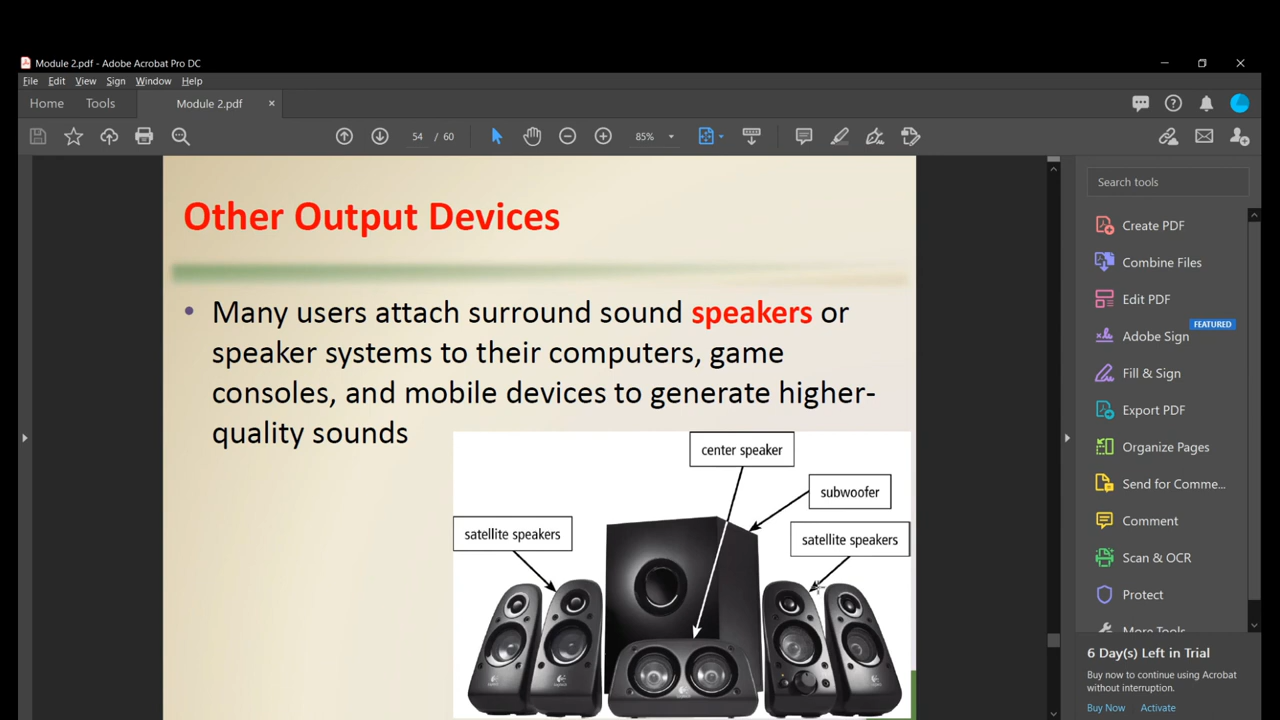 Module 2.pdf - Adobe Acrobat Pro DC
File Edit View Sign Window Help
Home Tools Module 2.pdf ×
54 / 60 85%
Search tools
Other Output Devices
• Many users attach surround sound speakers or
speaker systems to their computers, game
consoles, and mobile devices to generate higher-
quality sounds
center speaker
subwoofer
satellite speakers
satellite speakers
Create PDF
Combine Files
Edit PDF
FEATURED
Adobe Sign
Fill & Sign
Export PDF
Organize Pages
Send for Comme...
Comment
Scan & OCR
Protect
More Tools
6 Day(s) Left in Trial
Buy now to continue using Acrobat
without interruption.
Buy Now Activate